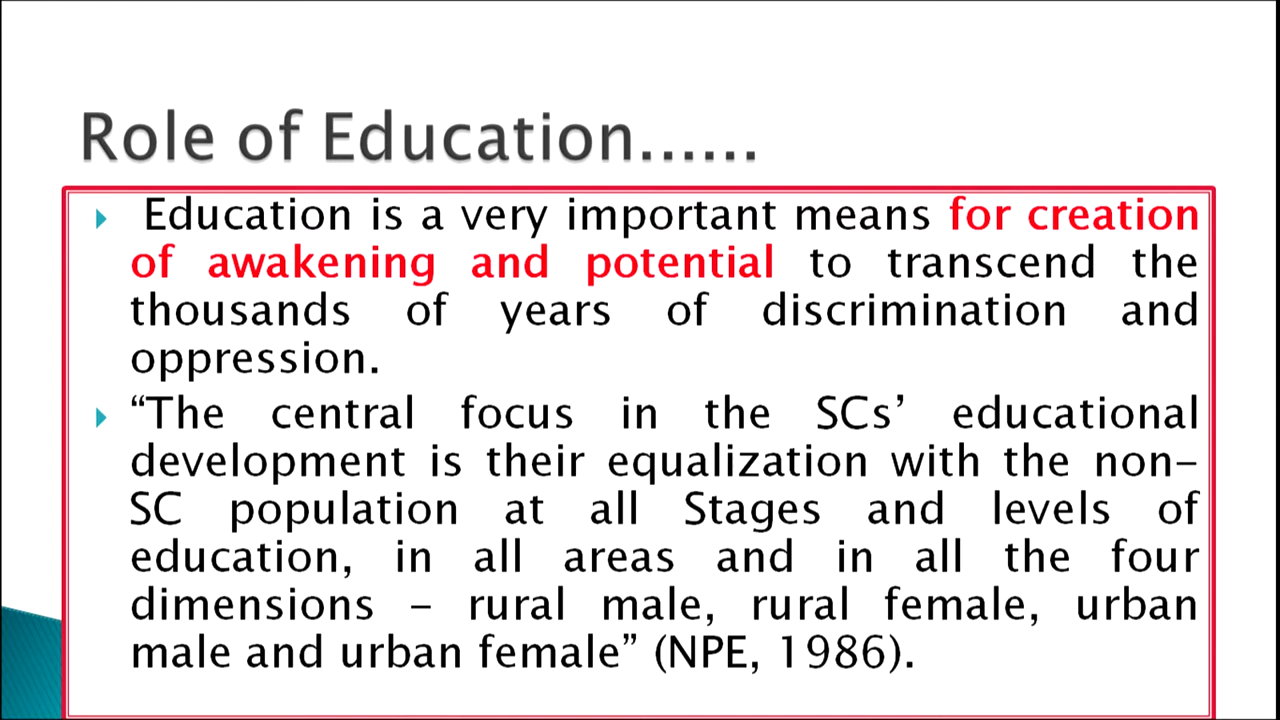 Role of Education......
Education is a very important means for creation
of awakening and potential to transcend the
thousands of years of discrimination and
oppression.
“The central focus in the SCs’ educational
development is their equalization with the non-
SC population at all Stages and levels of
education, in all areas and in all the four
dimensions – rural male, rural female, urban
male and urban female” (NPE, 1986).